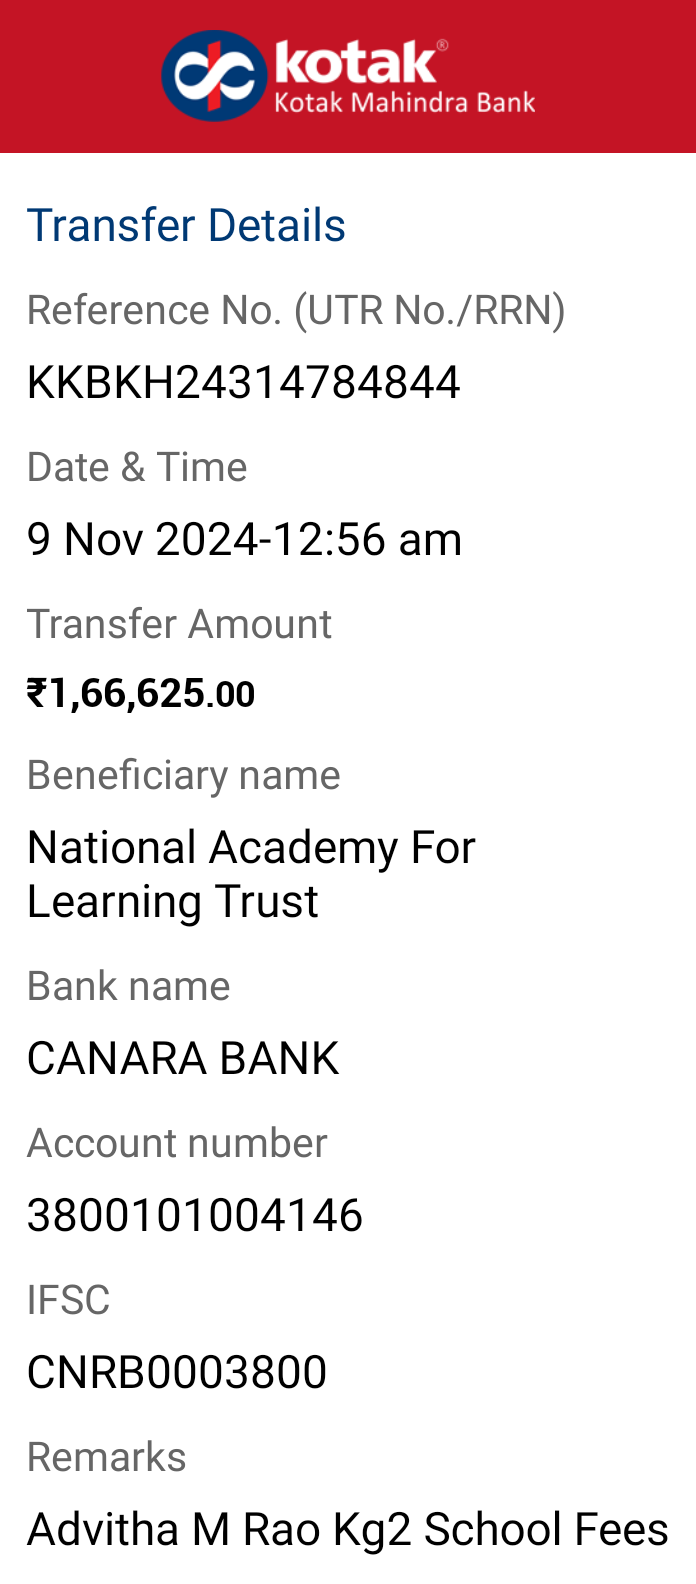 kotak®
Kotak Mahindra Bank
Transfer Details
Reference No. (UTR No./RRN)
KKBKH24314784844
Date & Time
9 Nov 2024-12:56 am
Transfer Amount
₹1,66,625.00
Beneficiary name
National Academy For
Learning Trust
Bank name
CANARA BANK
Account number
3800101004146
IFSC
CNRB0003800
Remarks
Advitha M Rao Kg2 School Fees